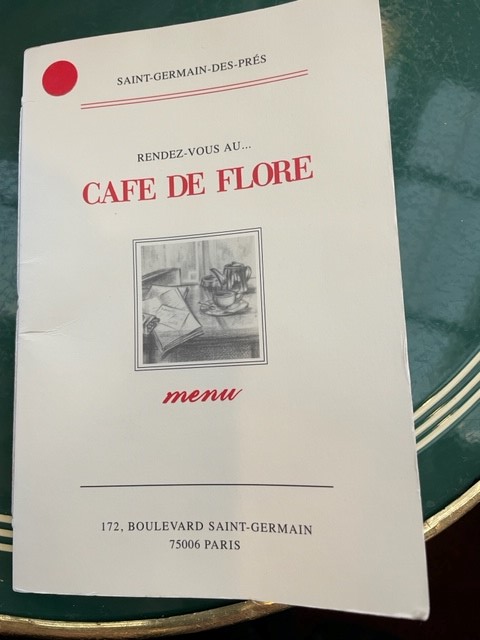 SAINT-GERMAIN-DES-PRÉS
RENDEZ-VOUS AU...
CAFE DE FLORE
menu
172, BOULEVARD SAINT-GERMAIN
75006 PARIS